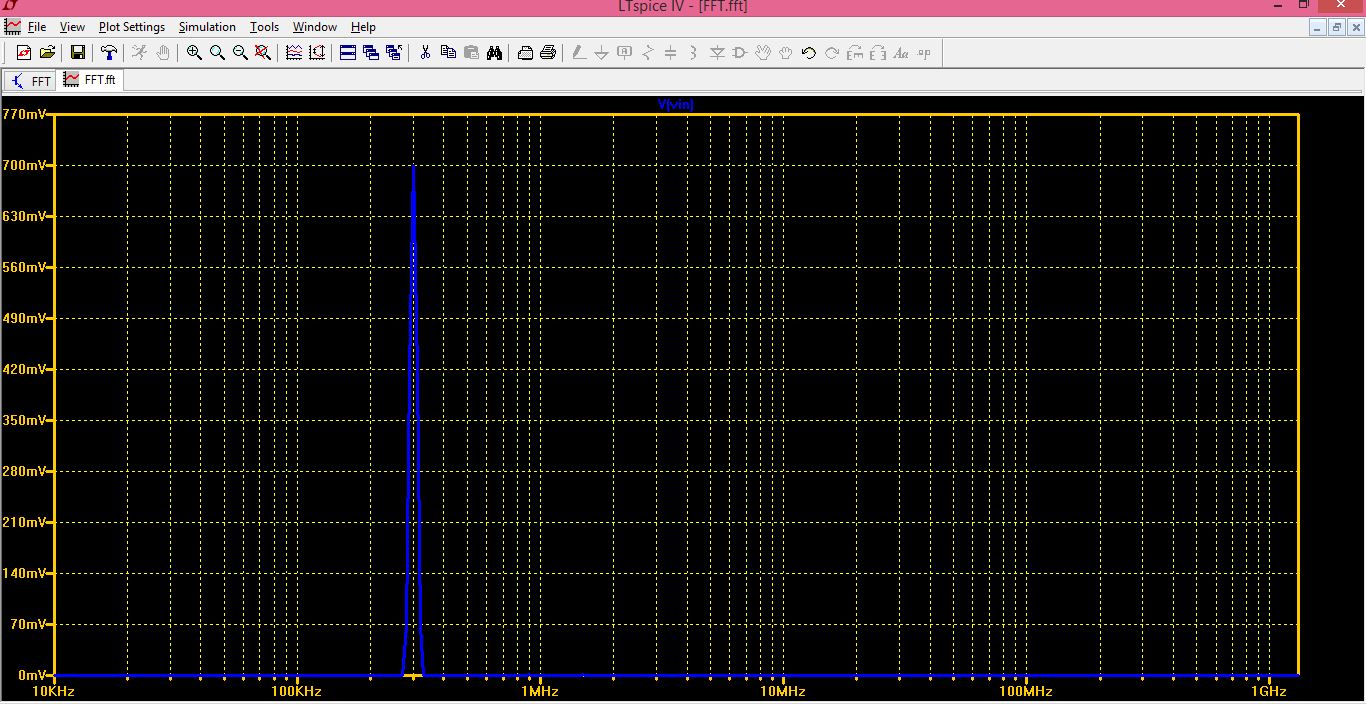 LTspice IV - [FFT.fft]
File View Plot Settings Simulation Tools Window Help
FFT FFT.fft
V(vin)
770mV
700mV
630mV
560mV
490mV
420mV
350mV
280mV
210mV
140mV
70mV
0mV
10KHz 100KHz 1MHz 10MHz 100MHz 1GHz